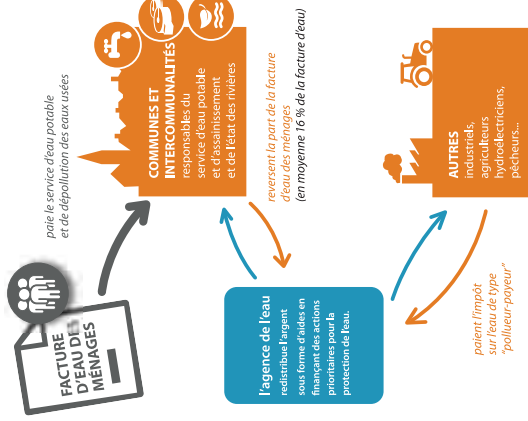 FACTURE
D'EAU DES
MÉNAGES
paie le service d'eau potable
et de dépollution des eaux usées
COMMUNES ET
INTERCOMMUNALITÉS
responsables du
service d'eau potable
et d'assainissement
et de l'état des rivières
reversent la part de la facture
d'eau des ménages
(en moyenne 16 % de la facture d'eau)
l'agence de l'eau
redistribue l'argent
sous forme d'aides en
finançant des actions
prioritaires pour la
protection de l'eau.
AUTRES
industriels,
agriculteurs
hydroélectriciens,
pêcheurs...
paient l'impôt
sur l'eau de type
"pollueur-payeur"